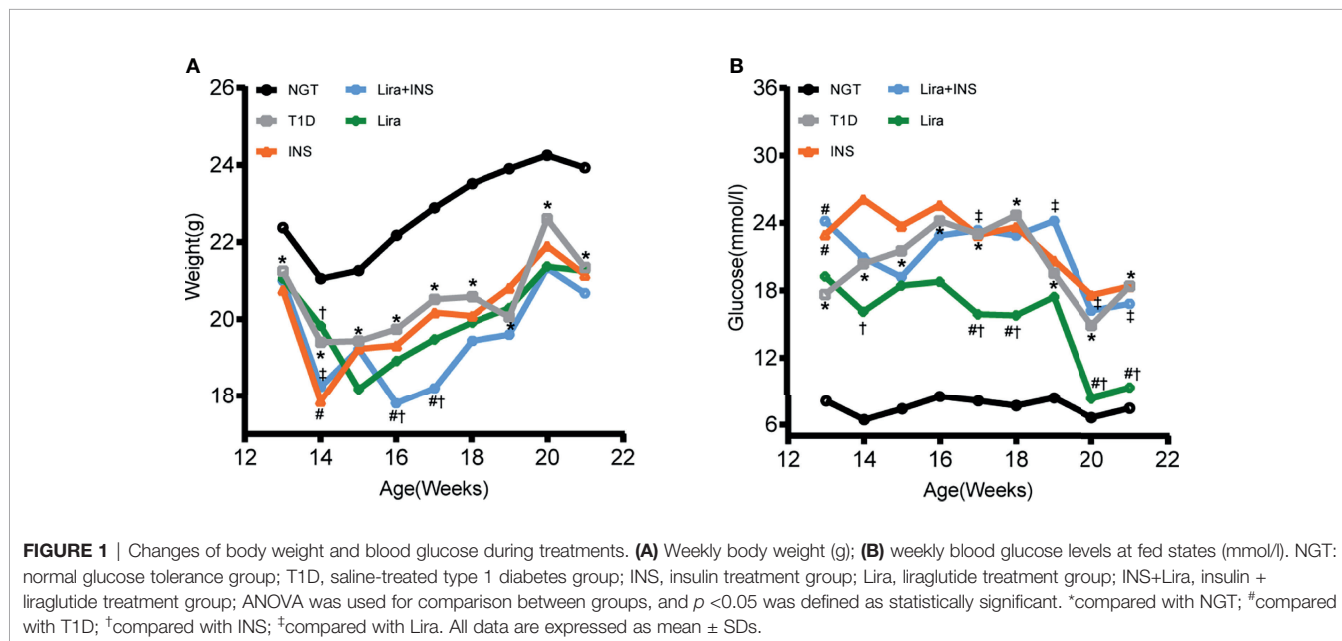 A
26
24
22
20
18
Weight(g)
12 14 16 18 20 22
Age(Weeks)
NGT
T1D
INS
Lira+INS
Lira
*
†
*
‡
#
*
*
#†
*
#†
*
*
*
*
B
36
30
24
18
12
6
Glucose(mmol/l)
12 14 16 18 20 22
Age(Weeks)
NGT
T1D
INS
Lira+INS
Lira
#
#
*
*
†
*
*
‡
*
#†
*
#†
‡
*
‡
*
#†
*
‡
#†
FIGURE 1 | Changes of body weight and blood glucose during treatments. (A) Weekly body weight (g); (B) weekly blood glucose levels at fed states (mmol/l). NGT:
normal glucose tolerance group; T1D, saline-treated type 1 diabetes group; INS, insulin treatment group; Lira, liraglutide treatment group; INS+Lira, insulin +
liraglutide treatment group; ANOVA was used for comparison between groups, and p <0.05 was defined as statistically significant. *compared with NGT; #compared
with T1D; †compared with INS; ‡compared with Lira. All data are expressed as mean ± SDs.